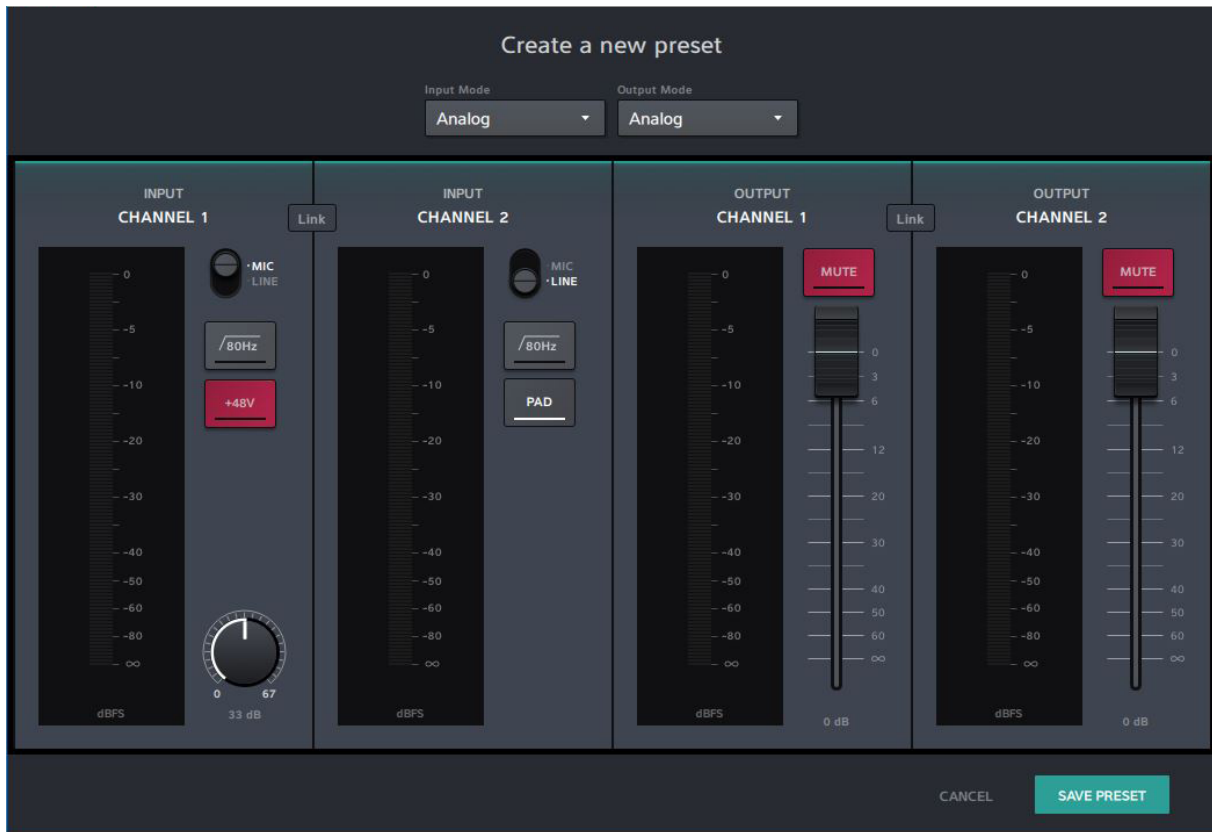 Create a new preset
Input Mode
Output Mode
Analog
Analog
INPUT
CHANNEL 1
Link
INPUT
CHANNEL 2
OUTPUT
CHANNEL 1
Link
OUTPUT
CHANNEL 2
0
-5
-10
-20
-30
-40
-50
-60
-80
∞
dBFS
MIC
LINE
80Hz
+48V
0
67
33 dB
0
-5
-10
-20
-30
-40
-50
-60
-80
∞
dBFS
MIC
LINE
80Hz
PAD
0
-5
-10
-20
-30
-40
-50
-60
-80
∞
dBFS
MUTE
0
3
6
12
20
30
40
50
60
∞
0 dB
0
-5
-10
-20
-30
-40
-50
-60
-80
∞
dBFS
MUTE
0
3
6
12
20
30
40
50
60
∞
0 dB
CANCEL
SAVE PRESET